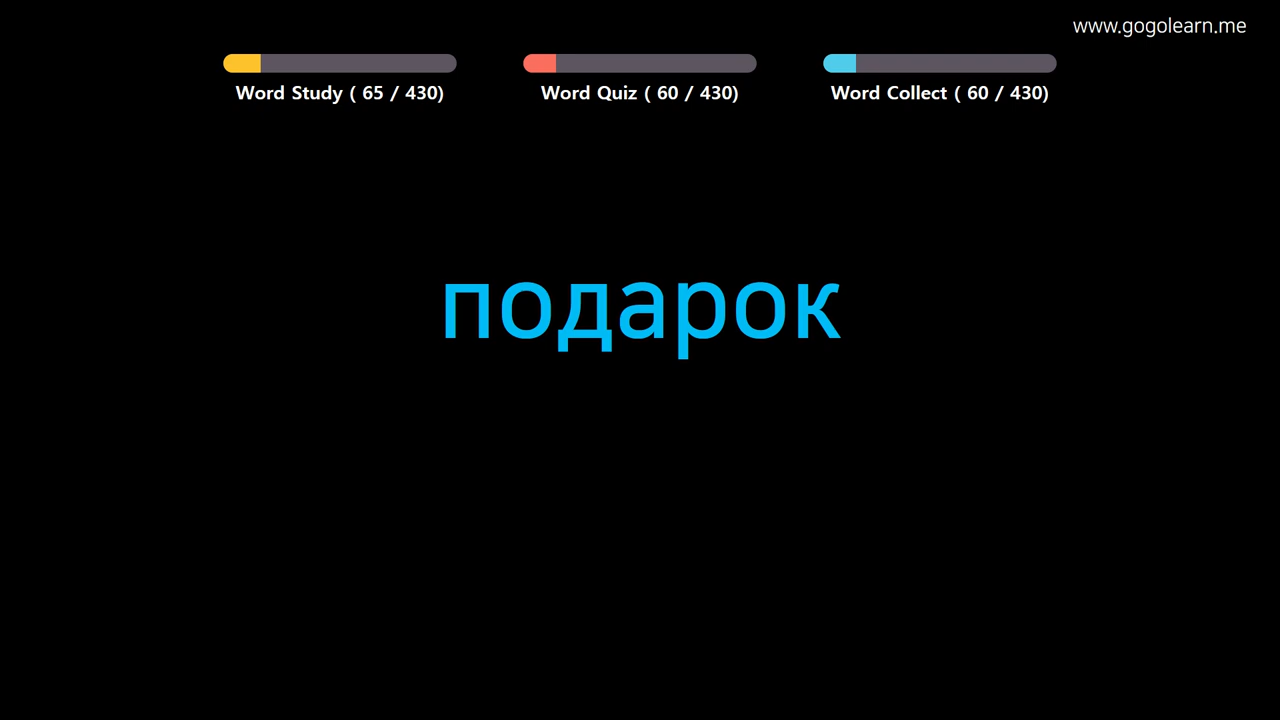 www.gogolearn.me
Word Study ( 65 / 430)
Word Quiz ( 60 / 430)
Word Collect ( 60 / 430)
подарок